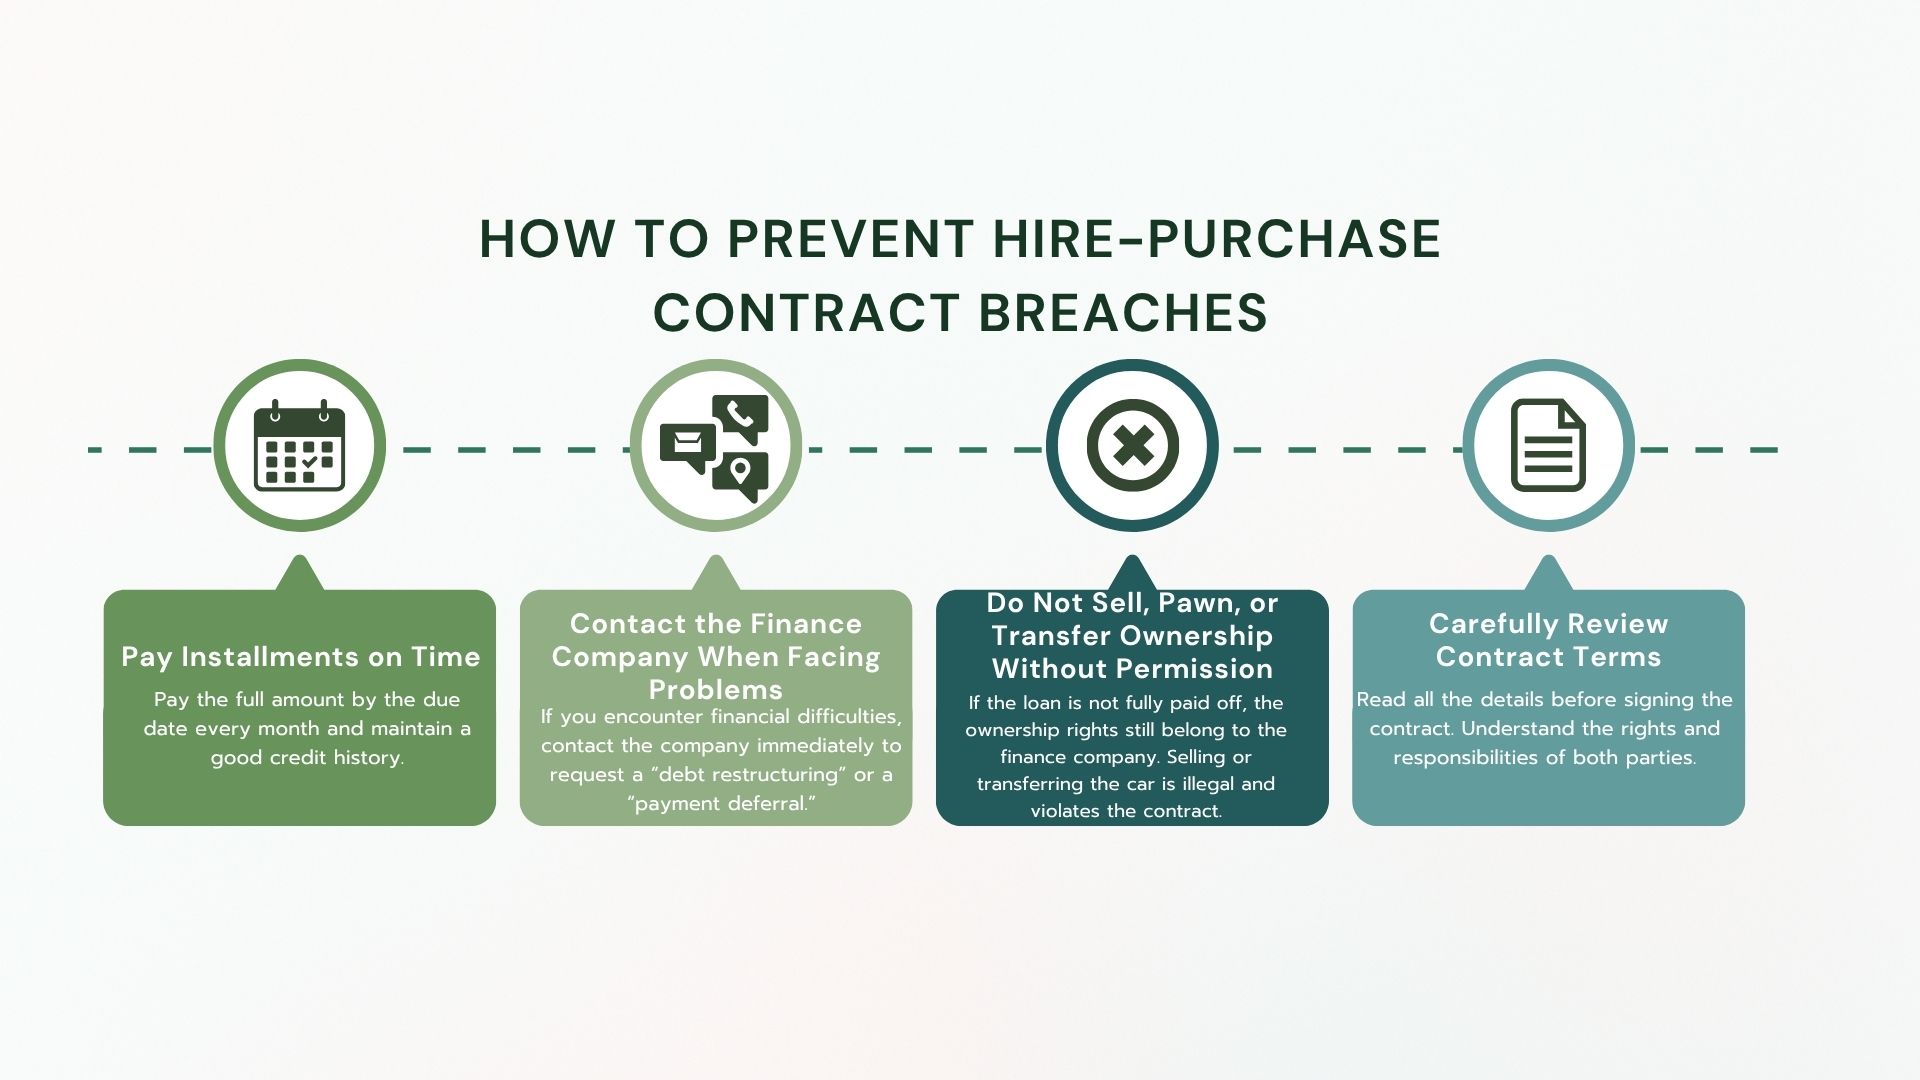 HOW TO PREVENT HIRE–PURCHASE
CONTRACT BREACHES
Pay Installments on Time
Pay the full amount by the due
date every month and maintain a
good credit history.
Contact the Finance
Company When Facing
Problems
If you encounter financial difficulties,
contact the company immediately to
request a “debt restructuring” or a
“payment deferral.”
Do Not Sell, Pawn, or
Transfer Ownership
Without Permission
If the loan is not fully paid off, the
ownership rights still belong to the
finance company. Selling or
transferring the car is illegal and
violates the contract.
Carefully Review
Contract Terms
Read all the details before signing the
contract. Understand the rights and
responsibilities of both parties.